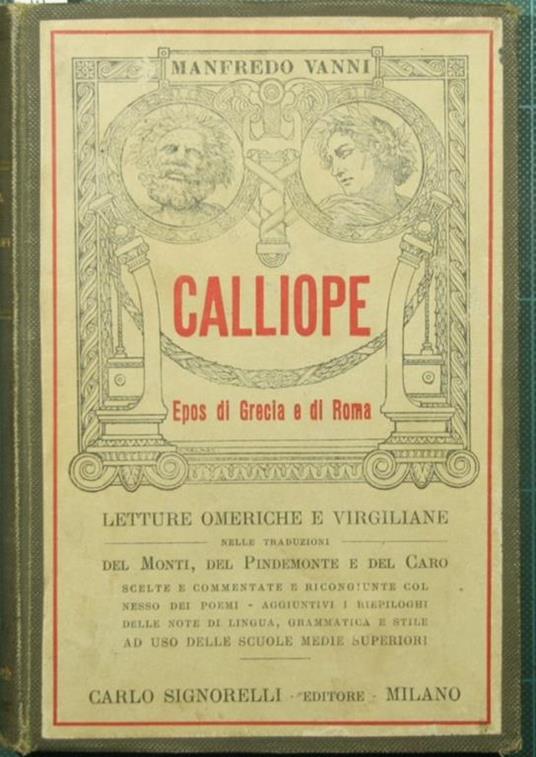 MANFREDO VANNI
CALLIOPE
Epos di Grecia e di Roma
LETTURE OMERICHE E VIRGILIANE
NELLE TRADUZIONI
DEL MONTI, DEL PINDEMONTE E DEL CARO
SCELTE E COMMENTATE E RICONGIUNTE COL
NESSO DEI POEMI - AGGIUNTIVI I RIEPILOGHI
DELLE NOTE DI LINGUA, GRAMMATICA E STILE
AD USO DELLE SCUOLE MEDIE SUPERIORI
CARLO SIGNORELLI - EDITORE - MILANO